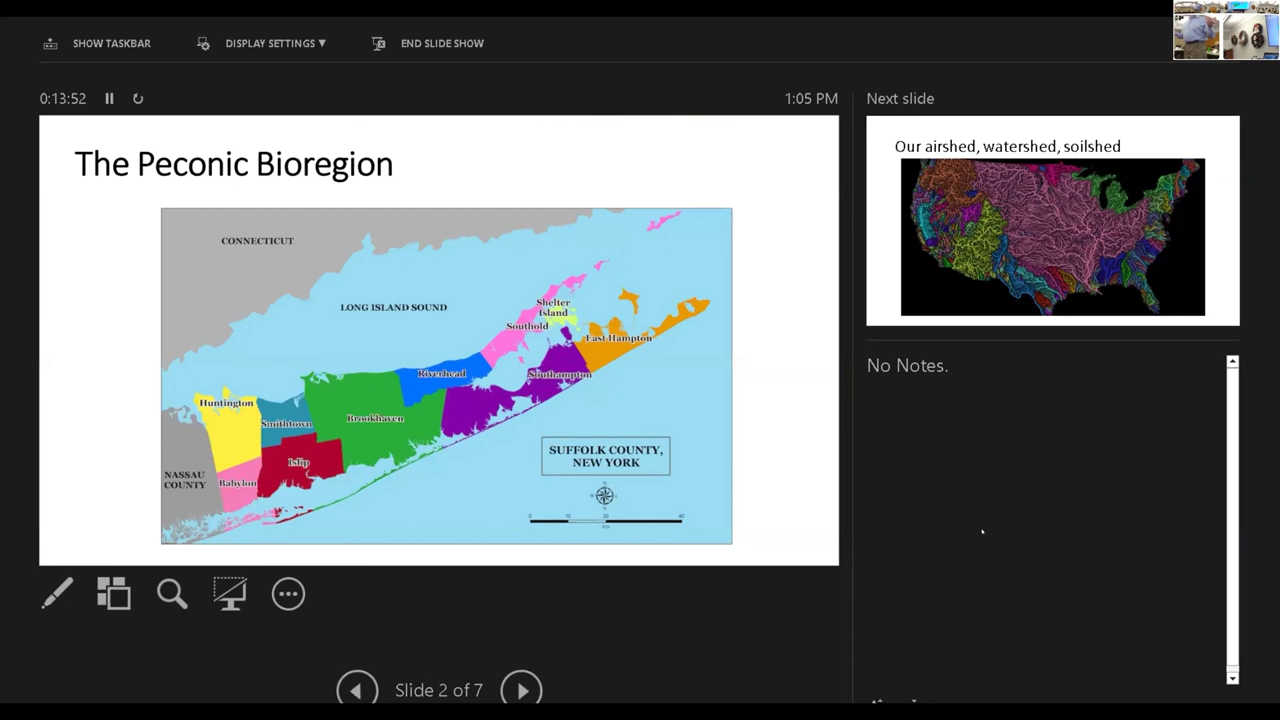 SHOW TASKBAR
DISPLAY SETTINGS ▼
END SLIDE SHOW
0:13:52
1:05 PM
Next slide
The Peconic Bioregion
CONNECTICUT
LONG ISLAND SOUND
Shelter
Island
Southold
East Hampton
Riverhead
Southampton
Huntington
Smithtown
Brookhaven
Islip
NASSAU
COUNTY
Babylon
SUFFOLK COUNTY,
NEW YORK
Our airshed, watershed, soilshed
No Notes.
Slide 2 of 7